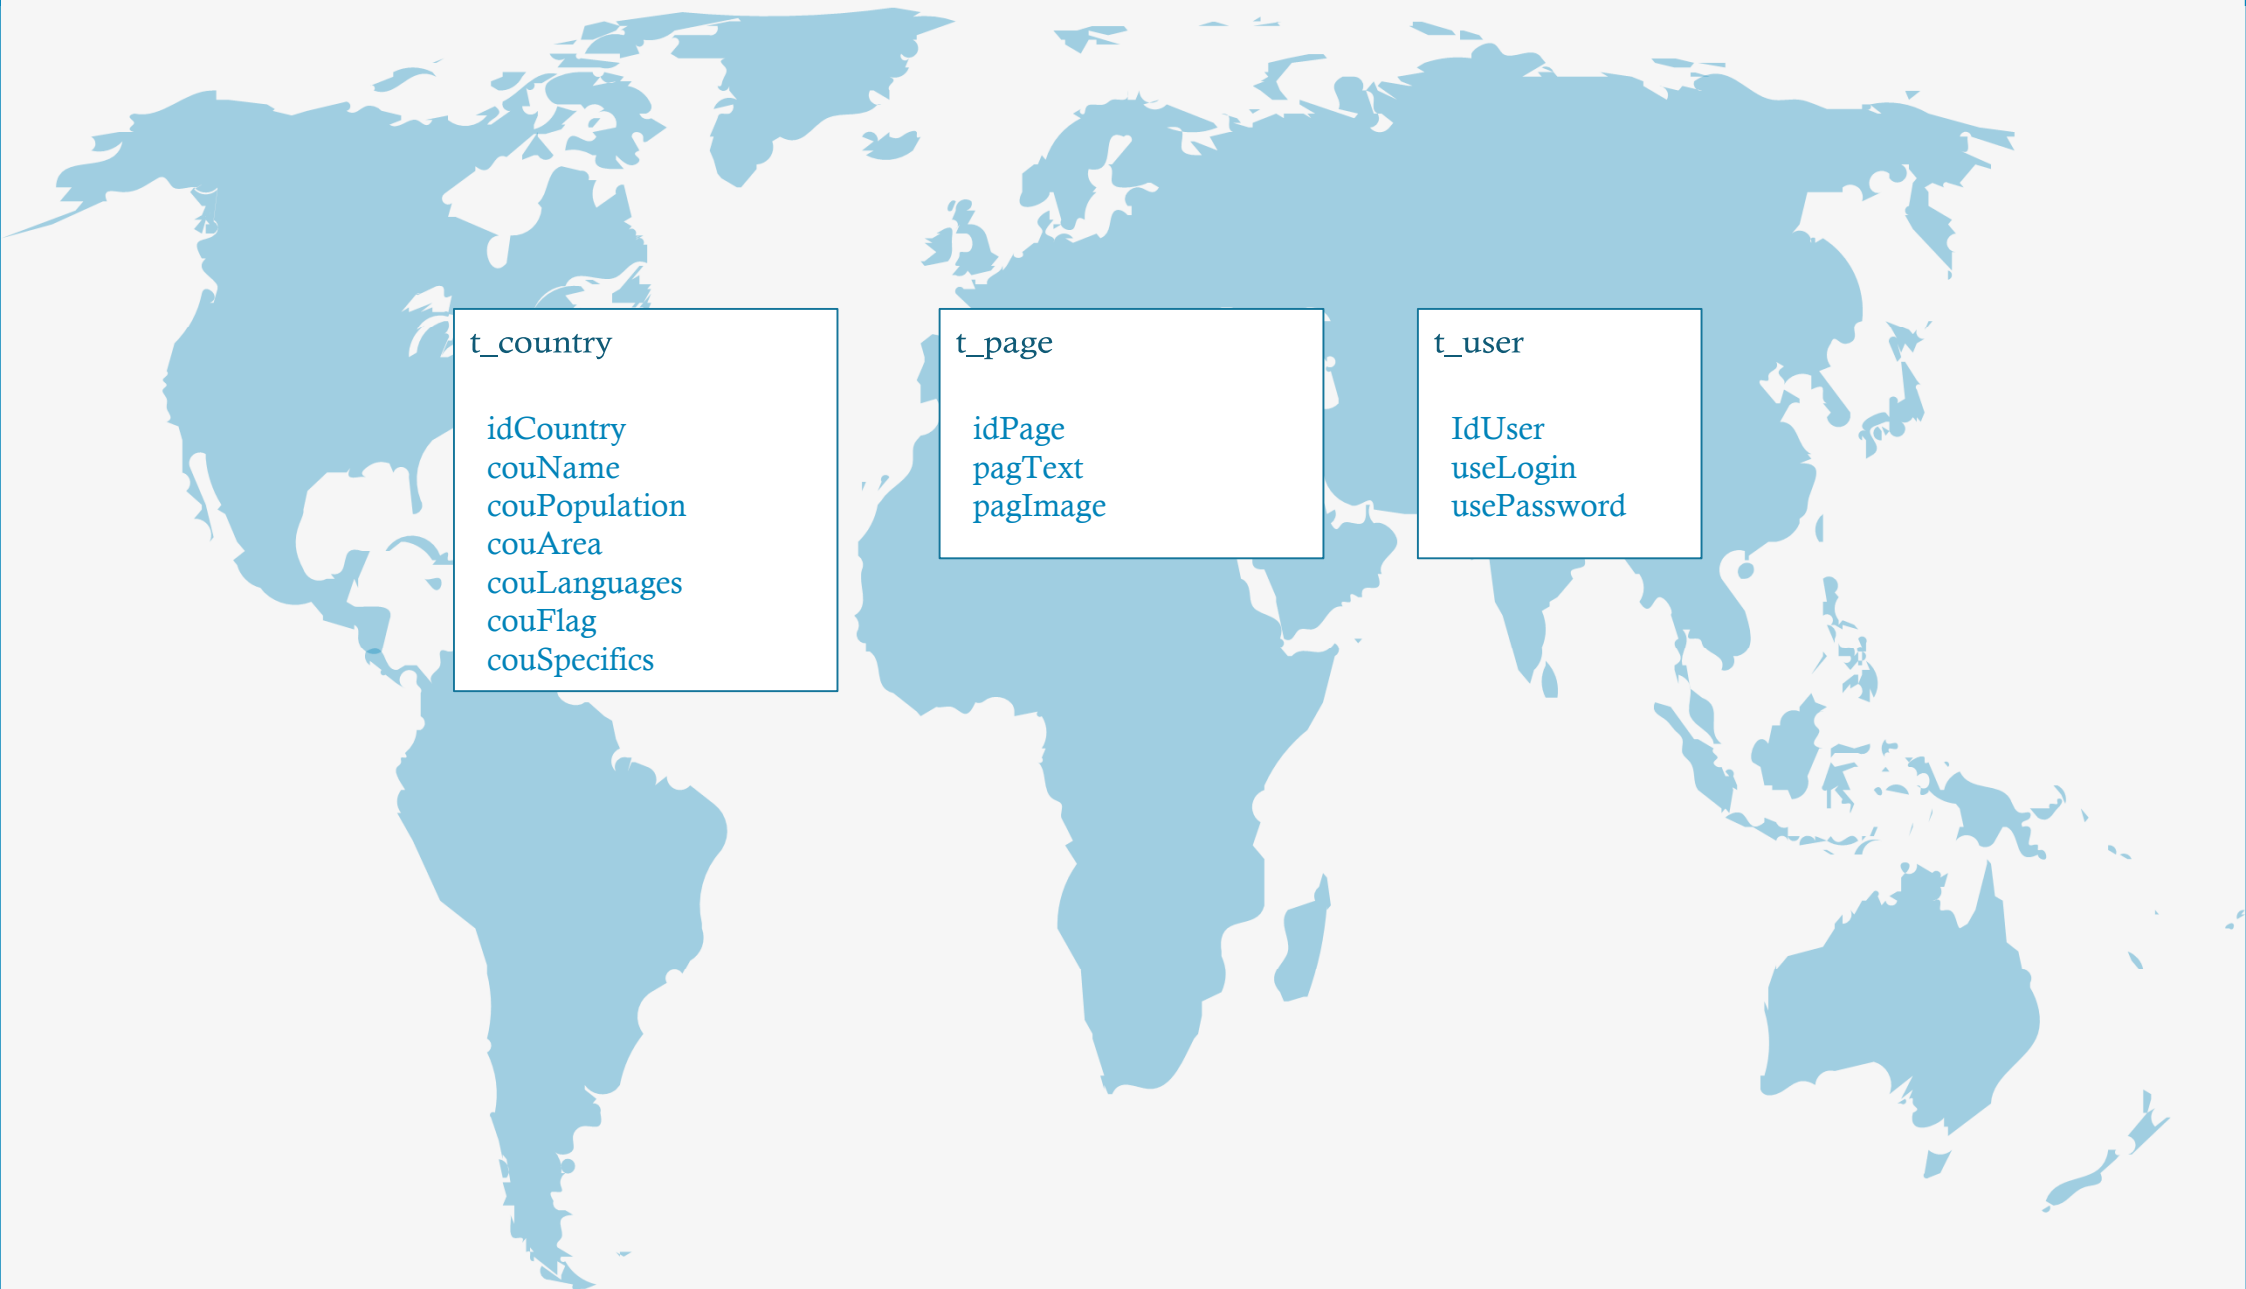 t_country
idCountry
couName
couPopulation
couArea
couLanguages
couFlag
couSpecifics
t_page
idPage
pagText
pagImage
t_user
IdUser
useLogin
usePassword